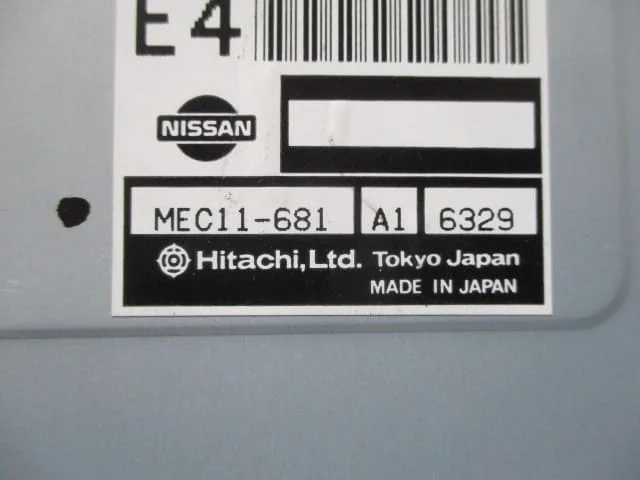 E4
NISSAN
MEC11-681 A1 6329
Hitachi, Ltd. Tokyo Japan
MADE IN JAPAN